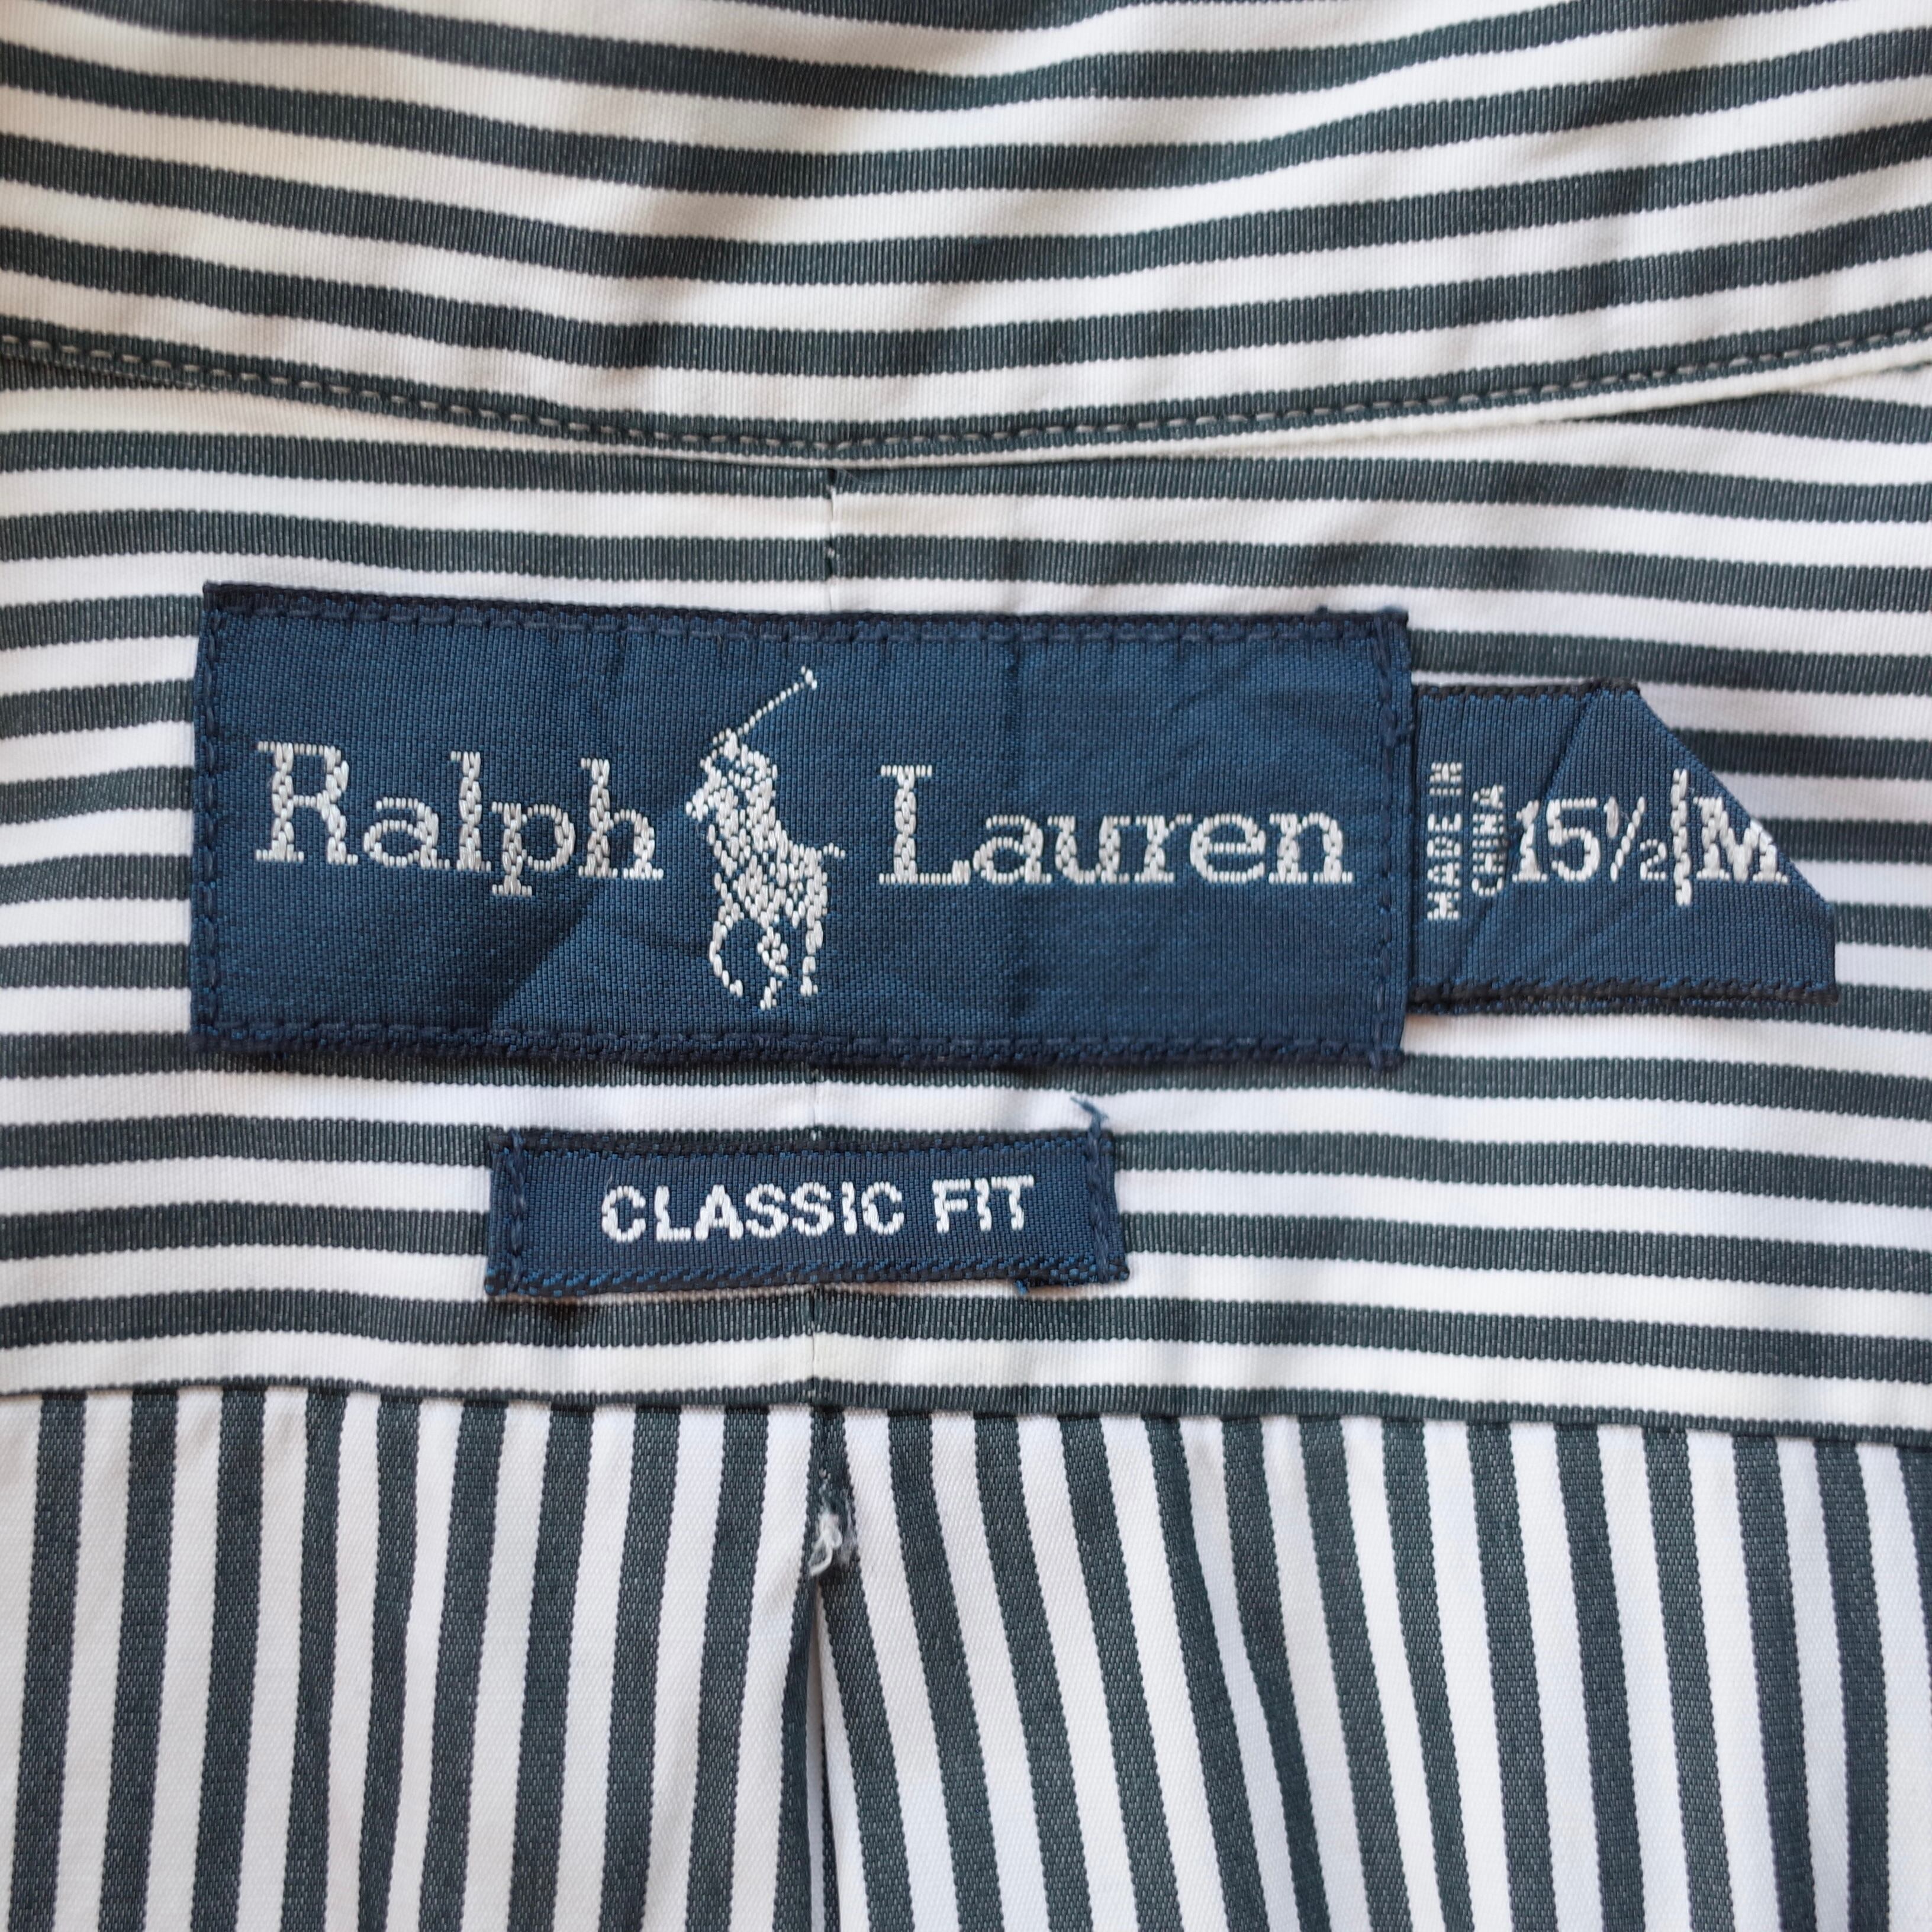 Ralph Lauren
MADE IN
CHINA
15½|M
CLASSIC FIT